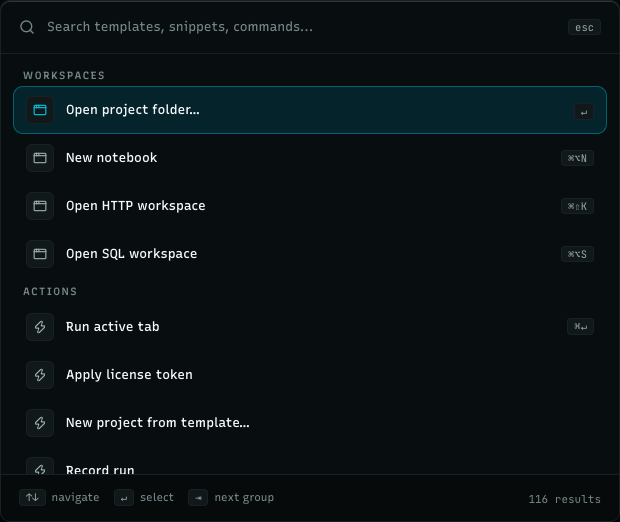 Search templates, snippets, commands... esc
WORKSPACES
Open project folder... ↵
New notebook ⌘⌥N
Open HTTP workspace ⌘⇧K
Open SQL workspace ⌘⌥S
ACTIONS
Run active tab ⌘↵
Apply license token
New project from template...
Record run
↑↓ navigate ↵ select ⇥ next group 116 results